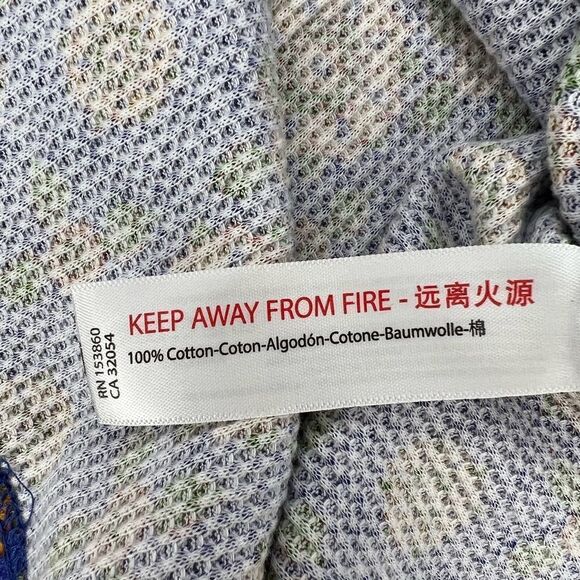 KEEP AWAY FROM FIRE - 远离火源
100% Cotton-Coton-Algodón-Cotone-Baumwolle-棉
RN 153860
CA 32054